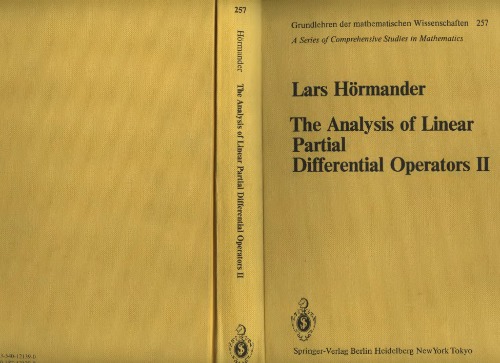 257
Hörmander
The Analysis of Linear Partial Differential Operators II
Grundlehren der mathematischen Wissenschaften 257
A Series of Comprehensive Studies in Mathematics
Lars Hörmander
The Analysis of Linear
Partial
Differential Operators II
Springer-Verlag Berlin Heidelberg New York Tokyo